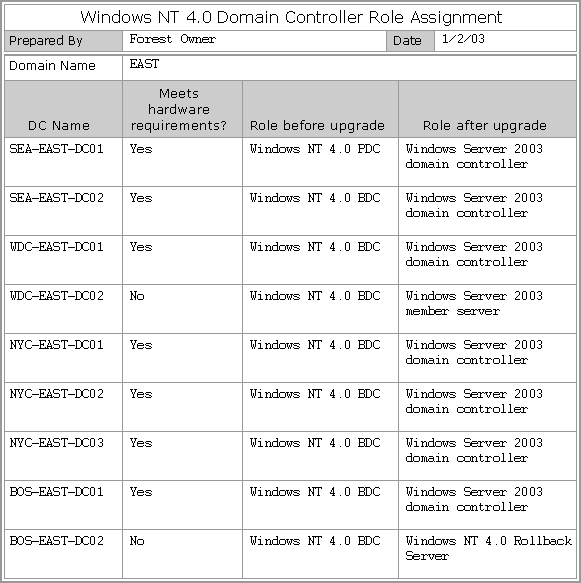 Windows NT 4.0 Domain Controller Role Assignment
Prepared By Forest Owner Date 1/2/03
Domain Name EAST
DC Name Meets hardware requirements? Role before upgrade Role after upgrade
SEA-EAST-DC01 Yes Windows NT 4.0 PDC Windows Server 2003
domain controller
SEA-EAST-DC02 Yes Windows NT 4.0 BDC Windows Server 2003
domain controller
WDC-EAST-DC01 Yes Windows NT 4.0 BDC Windows Server 2003
domain controller
WDC-EAST-DC02 No Windows NT 4.0 BDC Windows Server 2003
member server
NYC-EAST-DC01 Yes Windows NT 4.0 BDC Windows Server 2003
domain controller
NYC-EAST-DC02 Yes Windows NT 4.0 BDC Windows Server 2003
domain controller
NYC-EAST-DC03 Yes Windows NT 4.0 BDC Windows Server 2003
domain controller
BOS-EAST-DC01 Yes Windows NT 4.0 BDC Windows Server 2003
domain controller
BOS-EAST-DC02 No Windows NT 4.0 BDC Windows NT 4.0 Rollback
Server